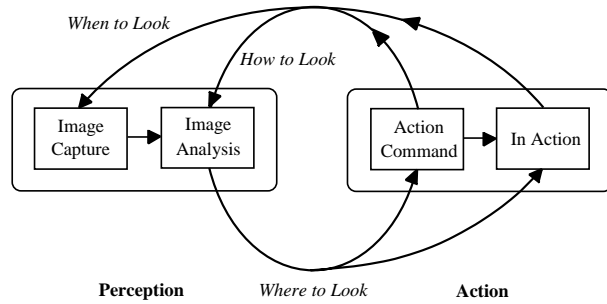 When to Look
How to Look
Image
Capture
Image
Analysis
Action
Command
In Action
Perception
Where to Look
Action